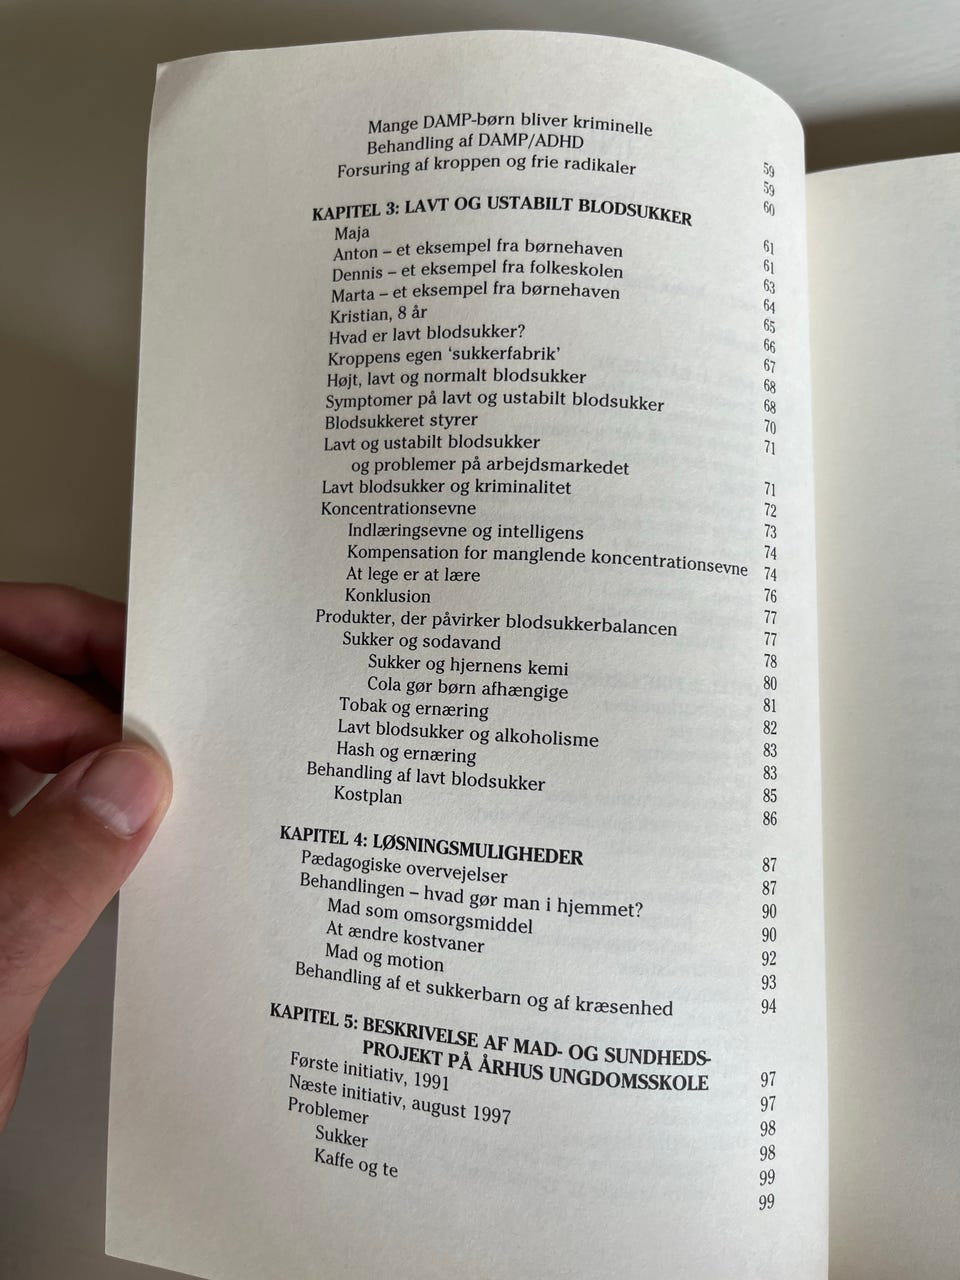 Mange DAMP-børn bliver kriminelle 59
Behandling af DAMP/ADHD 59
Forsuring af kroppen og frie radikaler 60
KAPITEL 3: LAVT OG USTABILT BLODSUKKER 61
Maja 61
Anton – et eksempel fra børnehaven 63
Dennis – et eksempel fra folkeskolen 64
Marta – et eksempel fra børnehaven 65
Kristian, 8 år 66
Hvad er lavt blodsukker? 67
Kroppens egen ‘sukkerfabrik’ 68
Højt, lavt og normalt blodsukker 68
Symptomer på lavt og ustabilt blodsukker 70
Blodsukkeret styrer 71
Lavt og ustabilt blodsukker
og problemer på arbejdsmarkedet 71
Lavt blodsukker og kriminalitet 72
Koncentrationsevne 73
Indlæringsevne og intelligens 74
Kompensation for manglende koncentrationsevne 74
At lege er at lære 76
Konklusion 77
Produkter, der påvirker blodsukkerbalancen 77
Sukker og sodavand 78
Sukker og hjernens kemi 80
Cola gør børn afhængige 81
Tobak og ernæring 82
Lavt blodsukker og alkoholisme 83
Hash og ernæring 83
Behandling af lavt blodsukker 85
Kostplan 86
KAPITEL 4: LØSNINGSMULIGHEDER 87
Pædagogiske overvejelser 87
Behandlingen – hvad gør man i hjemmet? 90
Mad som omsorgsmiddel 90
At ændre kostvaner 92
Mad og motion 93
Behandling af et sukkerbarn og af kræsenhed 94
KAPITEL 5: BESKRIVELSE AF MAD- OG SUNDHEDS-
PROJEKT PÅ ÅRHUS UNGDOMSSKOLE 97
Første initiativ, 1991 97
Næste initiativ, august 1997 98
Problemer 98
Sukker 99
Kaffe og te 99